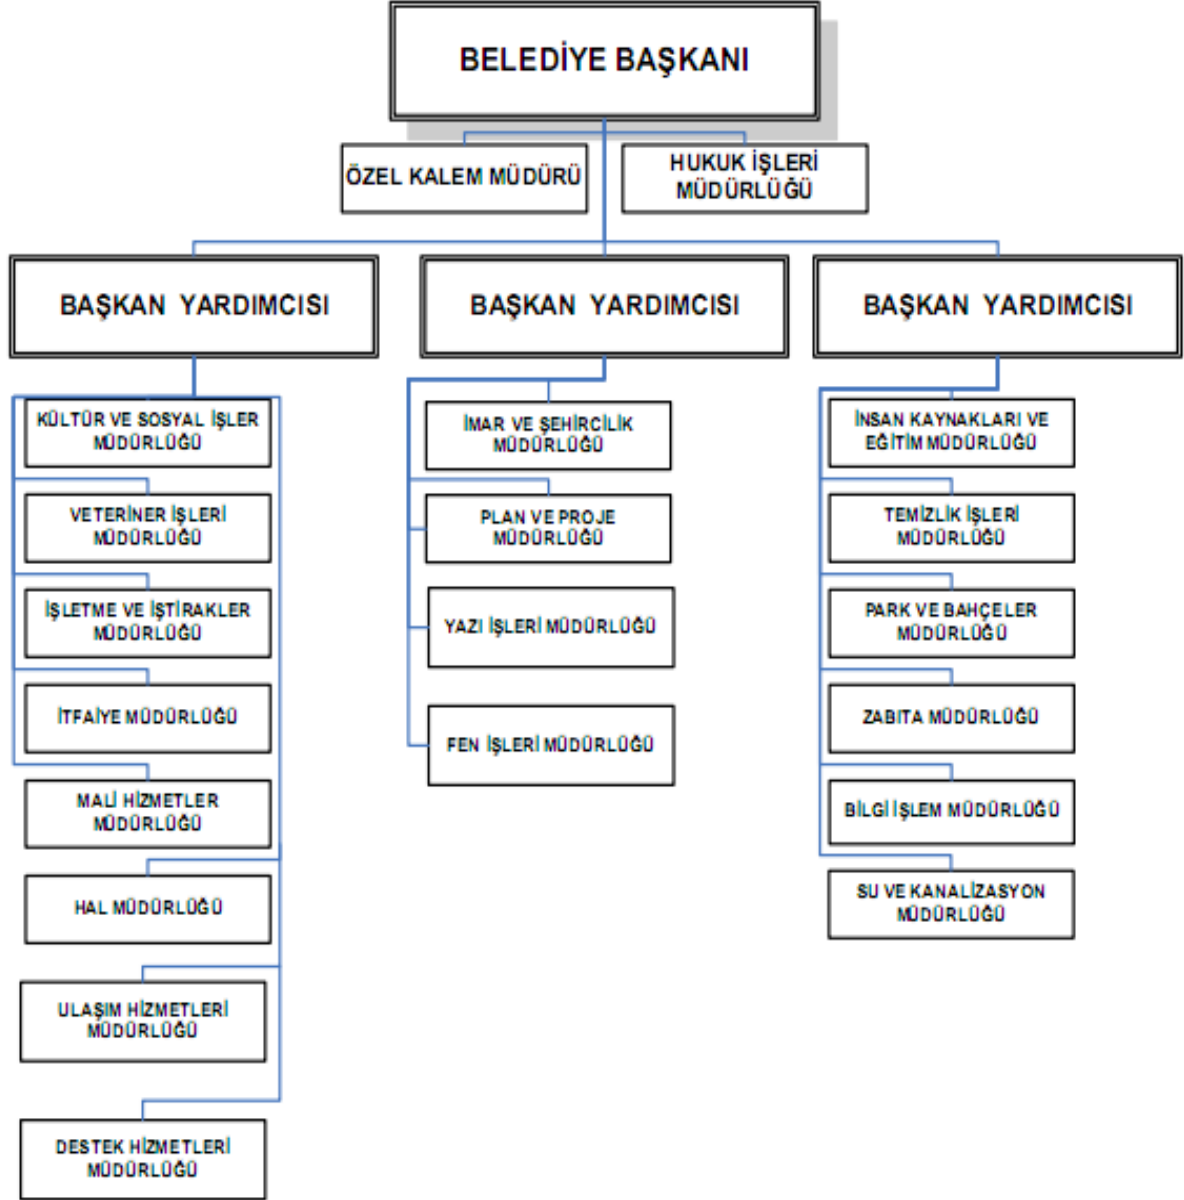 BELEDİYE BAŞKANI
ÖZEL KALEM MÜDÜRÜ
HUKUK İŞLERİ
MÜDÜRLÜĞÜ
BAŞKAN YARDIMCISI
BAŞKAN YARDIMCISI
BAŞKAN YARDIMCISI
KÜLTÜR VE SOSYAL İŞLER
MÜDÜRLÜĞÜ
VETERİNER İŞLERİ
MÜDÜRLÜĞÜ
İŞLETME VE İŞTİRAKLER
MÜDÜRLÜĞÜ
İTFAİYE MÜDÜRLÜĞÜ
MALİ HİZMETLER
MÜDÜRLÜĞÜ
HAL MÜDÜRLÜĞÜ
ULAŞIM HİZMETLERİ
MÜDÜRLÜĞÜ
DESTEK HİZMETLERİ
MÜDÜRLÜĞÜ
İMAR VE ŞEHİRCİLİK
MÜDÜRLÜĞÜ
PLAN VE PROJE
MÜDÜRLÜĞÜ
YAZI İŞLERİ MÜDÜRLÜĞÜ
FEN İŞLERİ MÜDÜRLÜĞÜ
İNSAN KAYNAKLARI VE
EĞİTİM MÜDÜRLÜĞÜ
TEMİZLİK İŞLERİ
MÜDÜRLÜĞÜ
PARK VE BAHÇELER
MÜDÜRLÜĞÜ
ZABITA MÜDÜRLÜĞÜ
BİLGİ İŞLEM MÜDÜRLÜĞÜ
SU VE KANALİZASYON
MÜDÜRLÜĞÜ